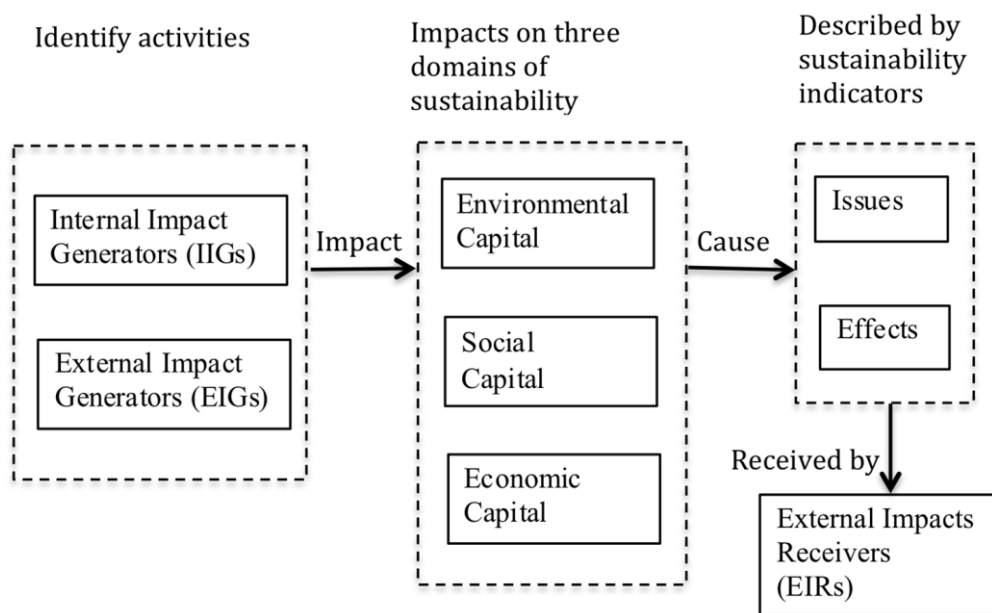 Identify activities
Impacts on three
domains of
sustainability
Described by
sustainability
indicators
Internal Impact
Generators (IIGs)
External Impact
Generators (EIGs)
Impact
Environmental
Capital
Social
Capital
Economic
Capital
Cause
Issues
Effects
Received by
External Impacts
Receivers
(EIRs)